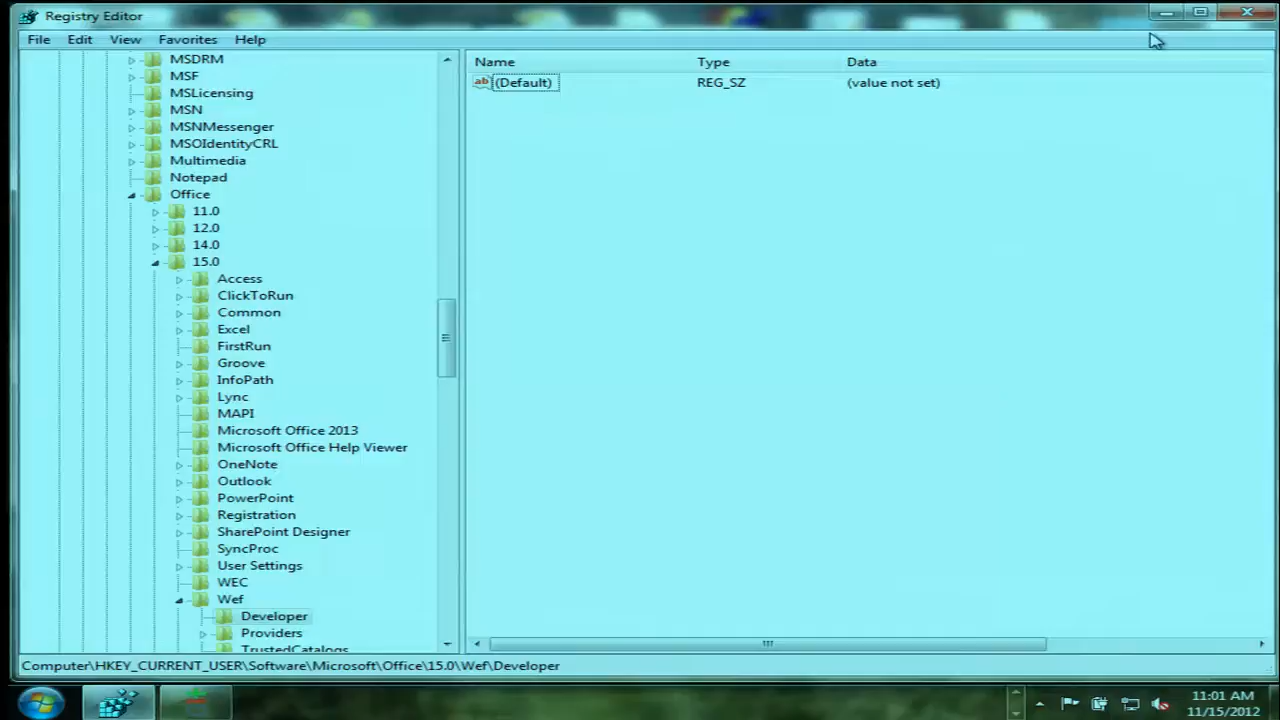 Registry Editor
File Edit View Favorites Help
MSDRM
MSF
MSLicensing
MSN
MSNMessenger
MSOIdentityCRL
Multimedia
Notepad
Office
11.0
12.0
14.0
15.0
Access
ClickToRun
Common
Excel
FirstRun
Groove
InfoPath
Lync
MAPI
Microsoft Office 2013
Microsoft Office Help Viewer
OneNote
Outlook
PowerPoint
Registration
SharePoint Designer
SyncProc
User Settings
WEC
Wef
Developer
Providers
TrustedCatalogs
Name Type Data
ab (Default) REG_SZ (value not set)
Computer\HKEY_CURRENT_USER\Software\Microsoft\Office\15.0\Wef\Developer
11:01 AM
11/15/2012